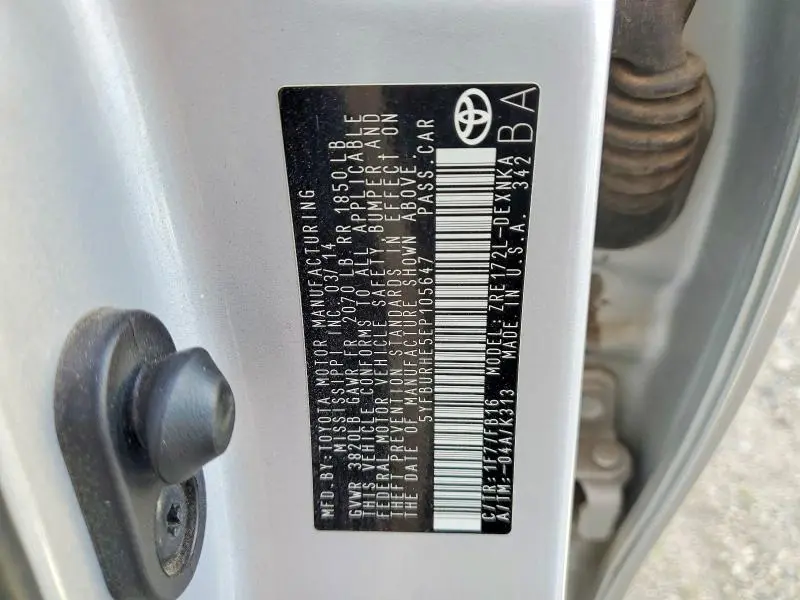 MFD.BY:TOYOTA MOTOR MANUFACTURING
MISSISSIPPI INC. 03/14
GVWR 3820LB GAWR FR 2070 LB RR 1850 LB
THIS VEHICLE CONFORMS TO ALL APPLICABLE
FEDERAL MOTOR VEHICLE SAFETY, BUMPER AND
THEFT PREVENTION STANDARDS IN EFFECT ON
THE DATE OF MANUFACTURE SHOWN ABOVE.
5YFBURHE5EP105647 PASS.CAR
C/TR:1F7/FB16 MODEL:ZRE172L-DEXNKA
A/TM:-04A/K313 MADE IN U.S.A. 342
BA